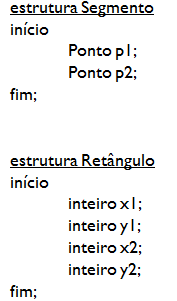 estrutura Segmento
início
Ponto p1;
Ponto p2;
fim;
estrutura Retângulo
início
inteiro x1;
inteiro y1;
inteiro x2;
inteiro y2;
fim;